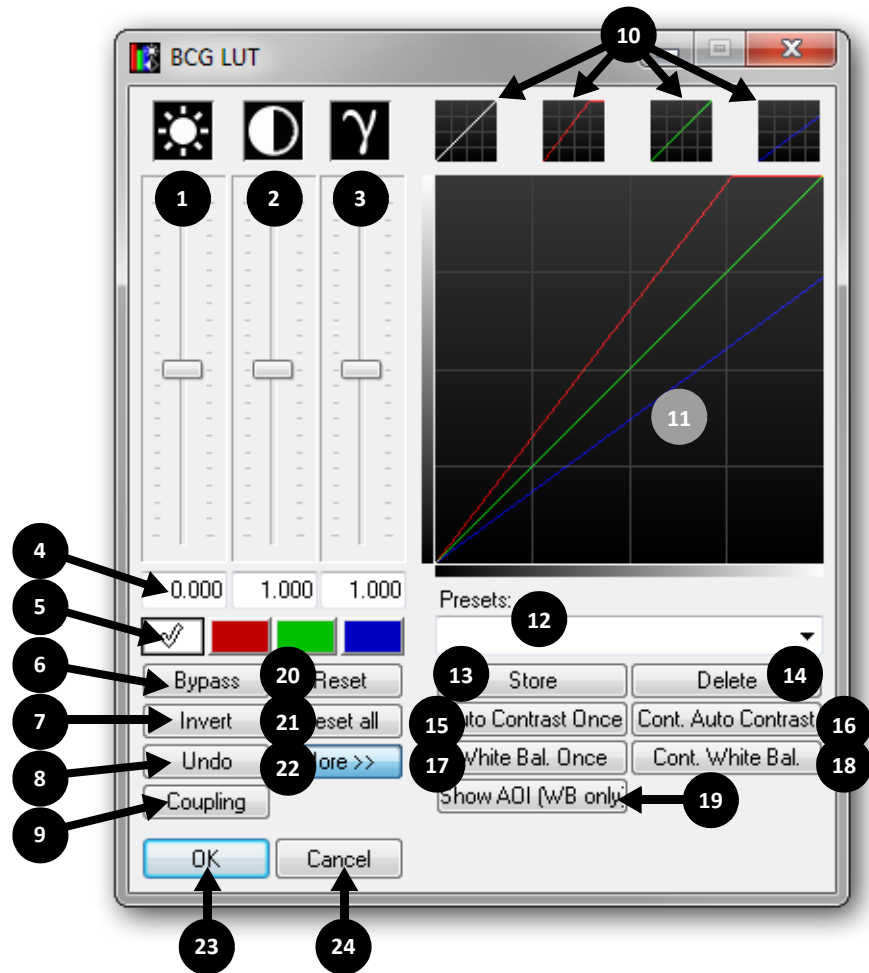 10
BCG LUT
γ
1
2
3
11
4
0.000 1.000 1.000
Presets:
5
12
6
Bypass
20
Reset
13
Store
Delete
14
7
Invert
21
eset all
15
uto Contrast Once
Cont. Auto Contrast
16
8
Undo
22
ore >>
17
White Bal. Once
Cont. White Bal.
18
9
Coupling
Show AOI (WB only)
19
OK
Cancel
23
24